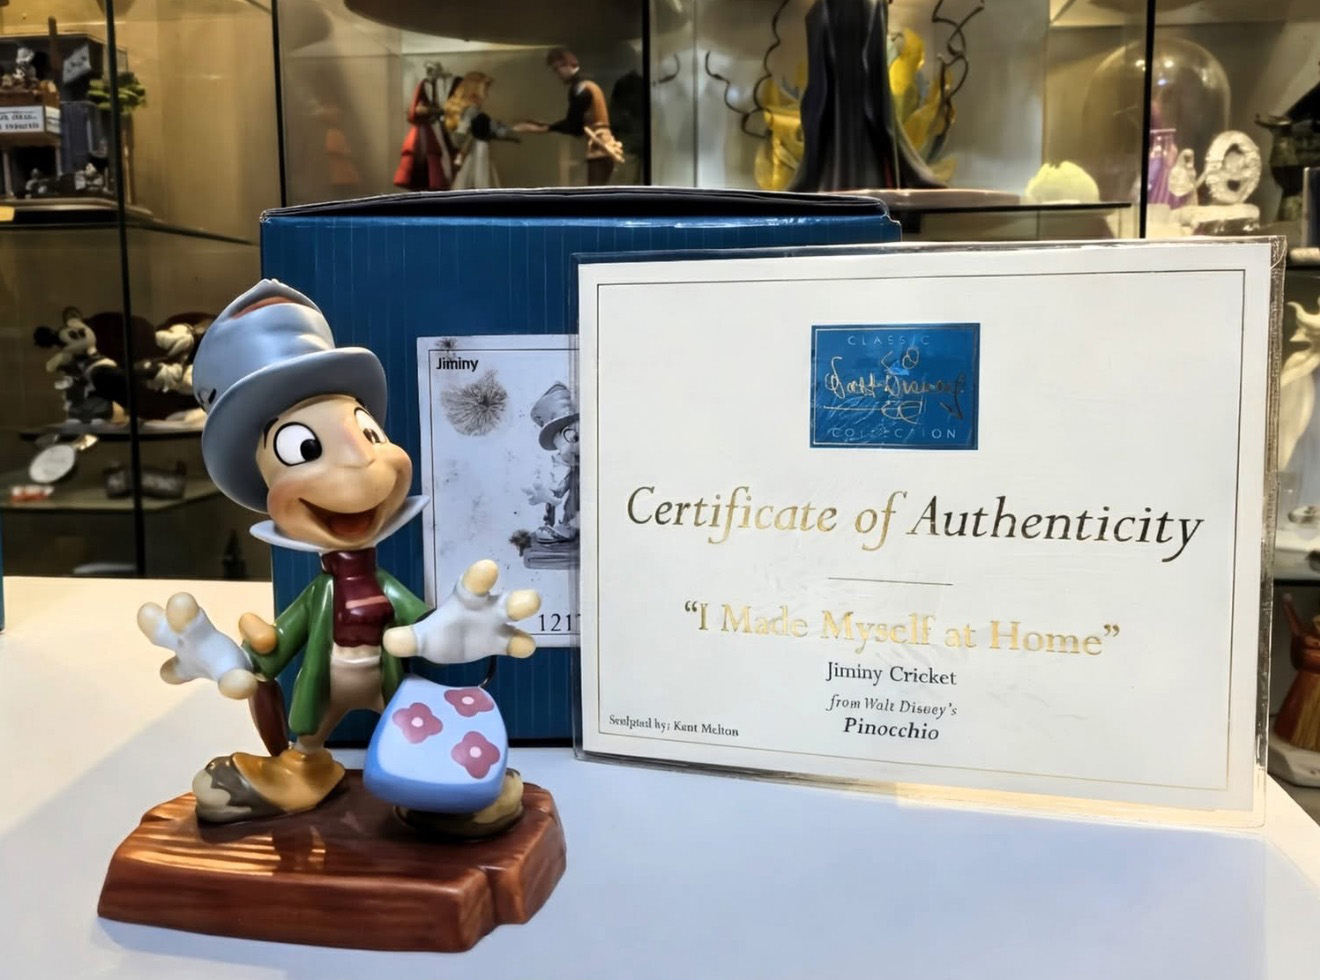 Jiminy
1217
CLASSIC
Walt Disney
COLLECTION
Certificate of Authenticity
“I Made Myself at Home”
Jiminy Cricket
from Walt Disney's
Pinocchio
Sculpted by: Kent Melton